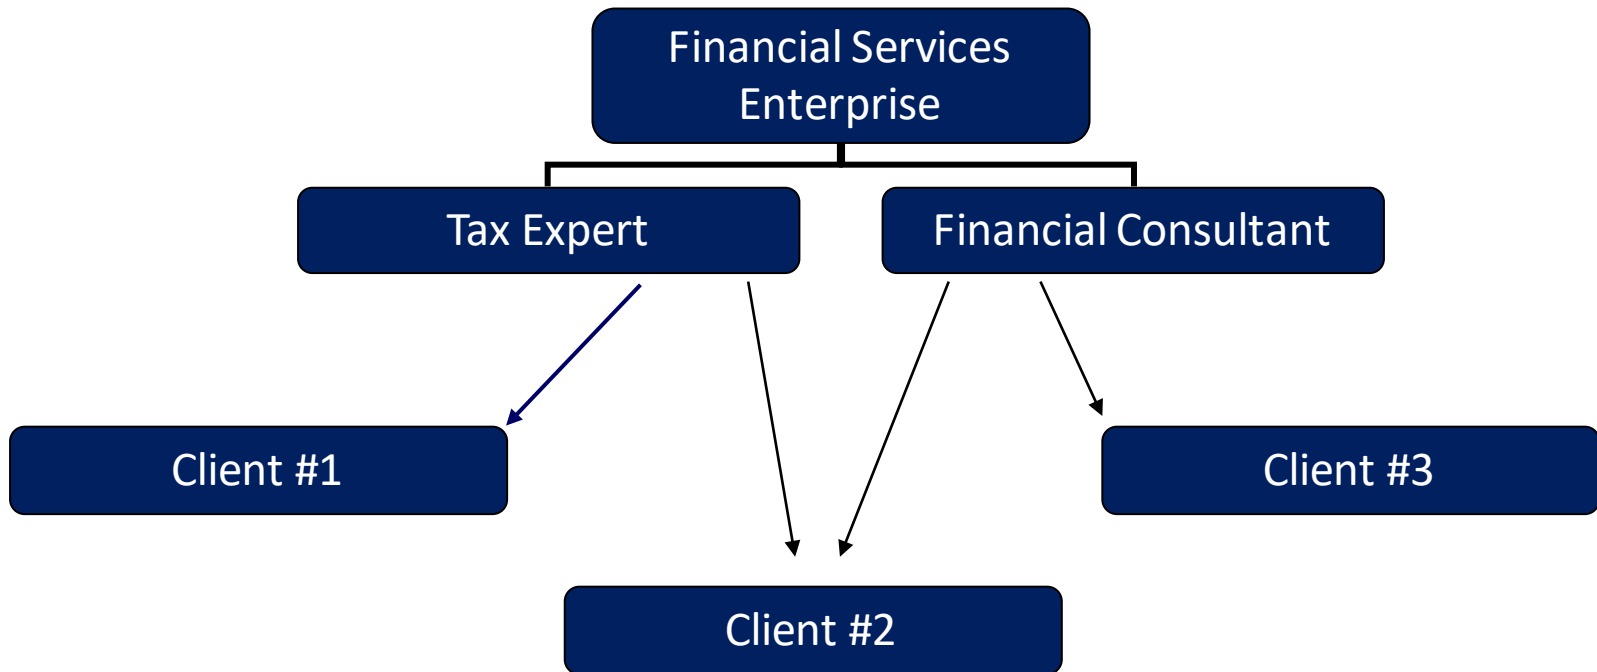 Financial Services
Enterprise
Tax Expert
Financial Consultant
Client #1
Client #3
Client #2